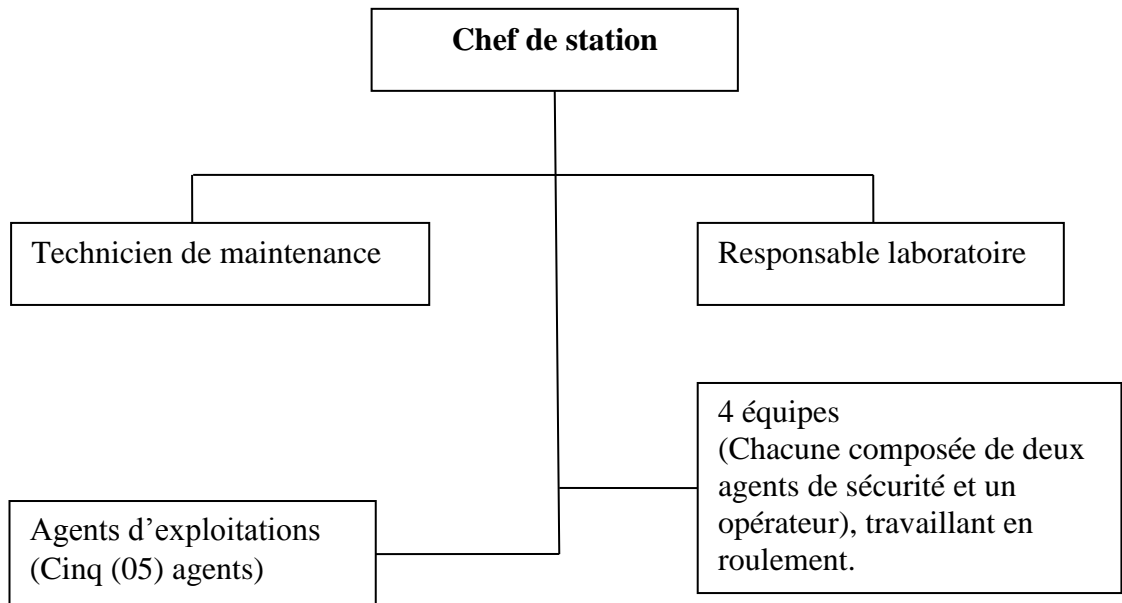 Chef de station
Technicien de maintenance
Responsable laboratoire
4 équipes
(Chacune composée de deux
agents de sécurité et un
opérateur), travaillant en
roulement.
Agents d’exploitations
(Cinq (05) agents)